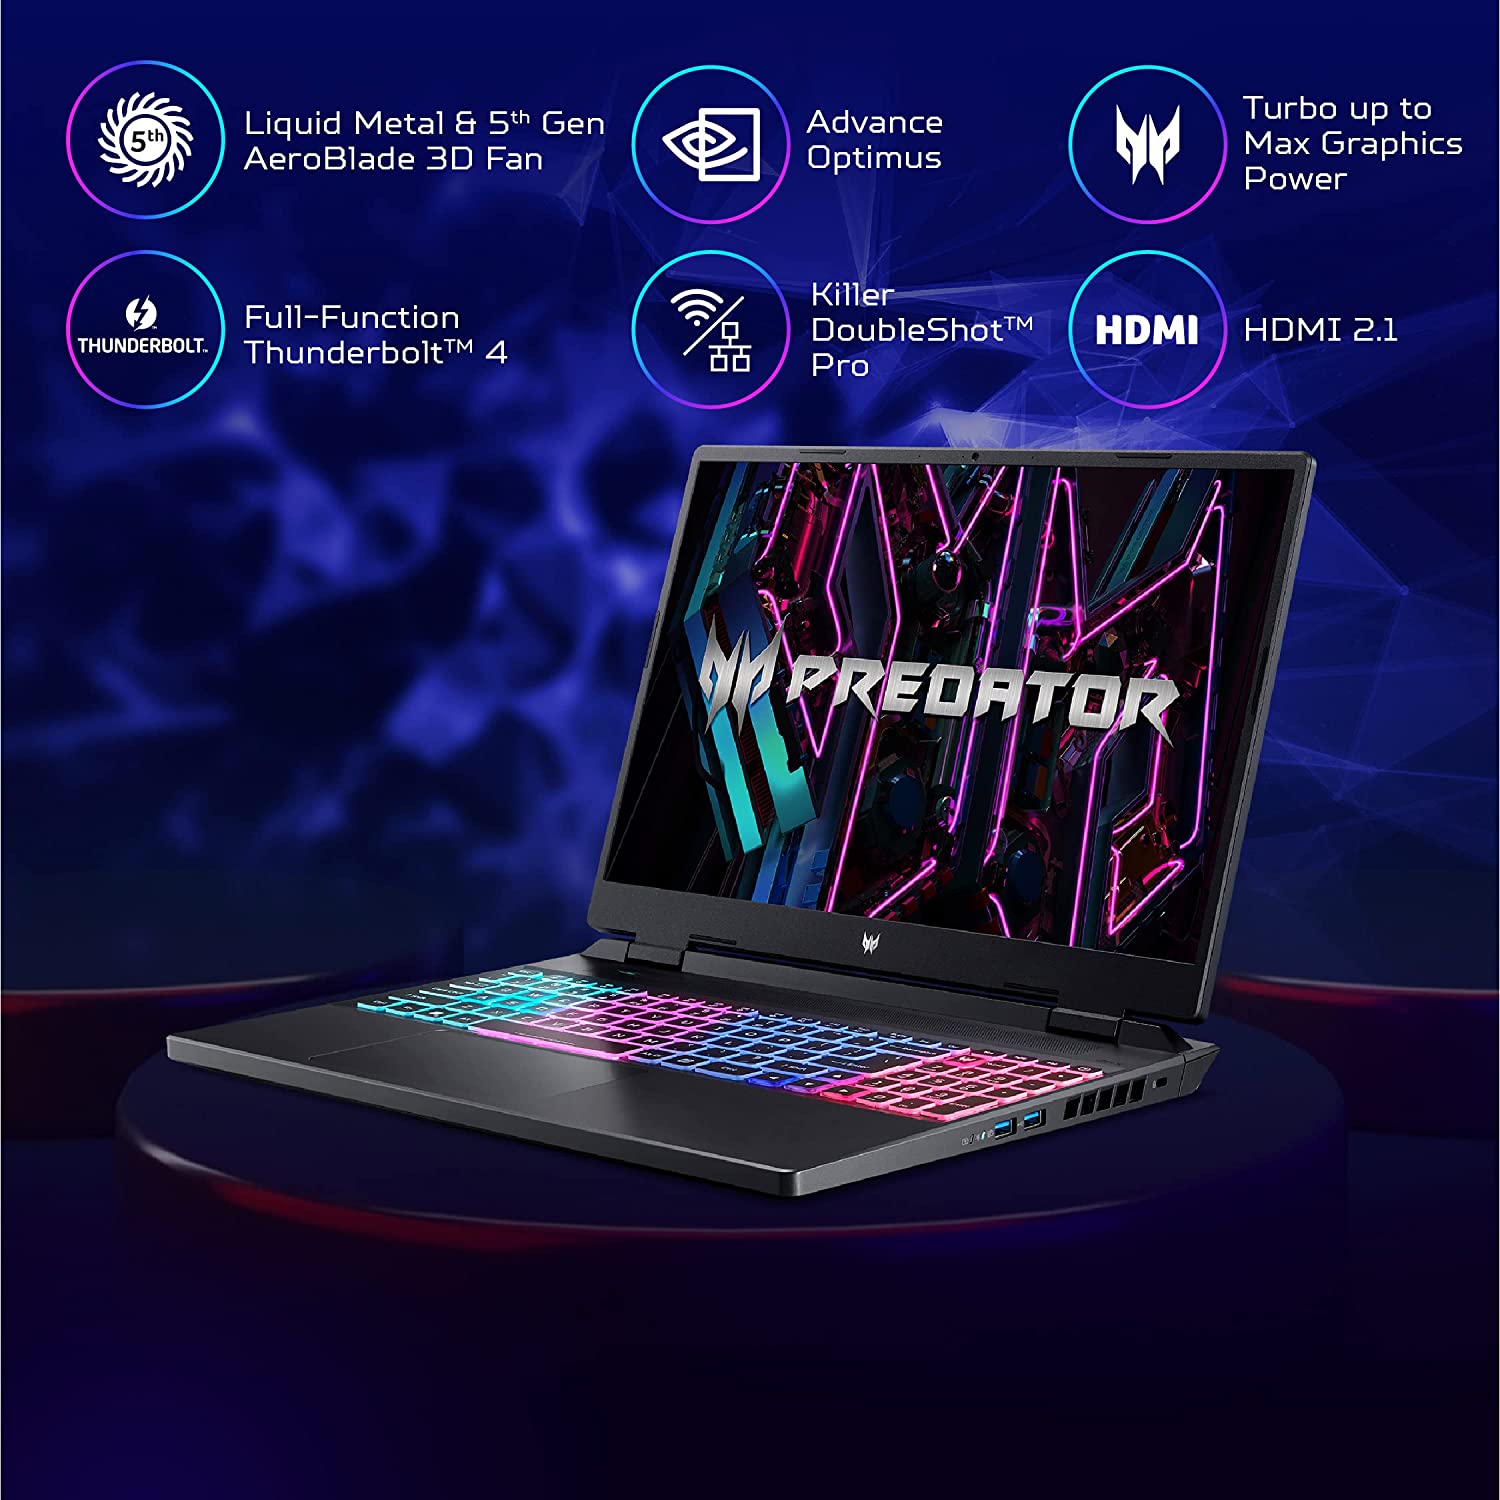 5th
Liquid Metal & 5th Gen
AeroBlade 3D Fan
Advance
Optimus
Turbo up to
Max Graphics
Power
THUNDERBOLT™
Full-Function
Thunderbolt™ 4
Killer
DoubleShot™
Pro
HDMI
HDMI 2.1
PREDATOR